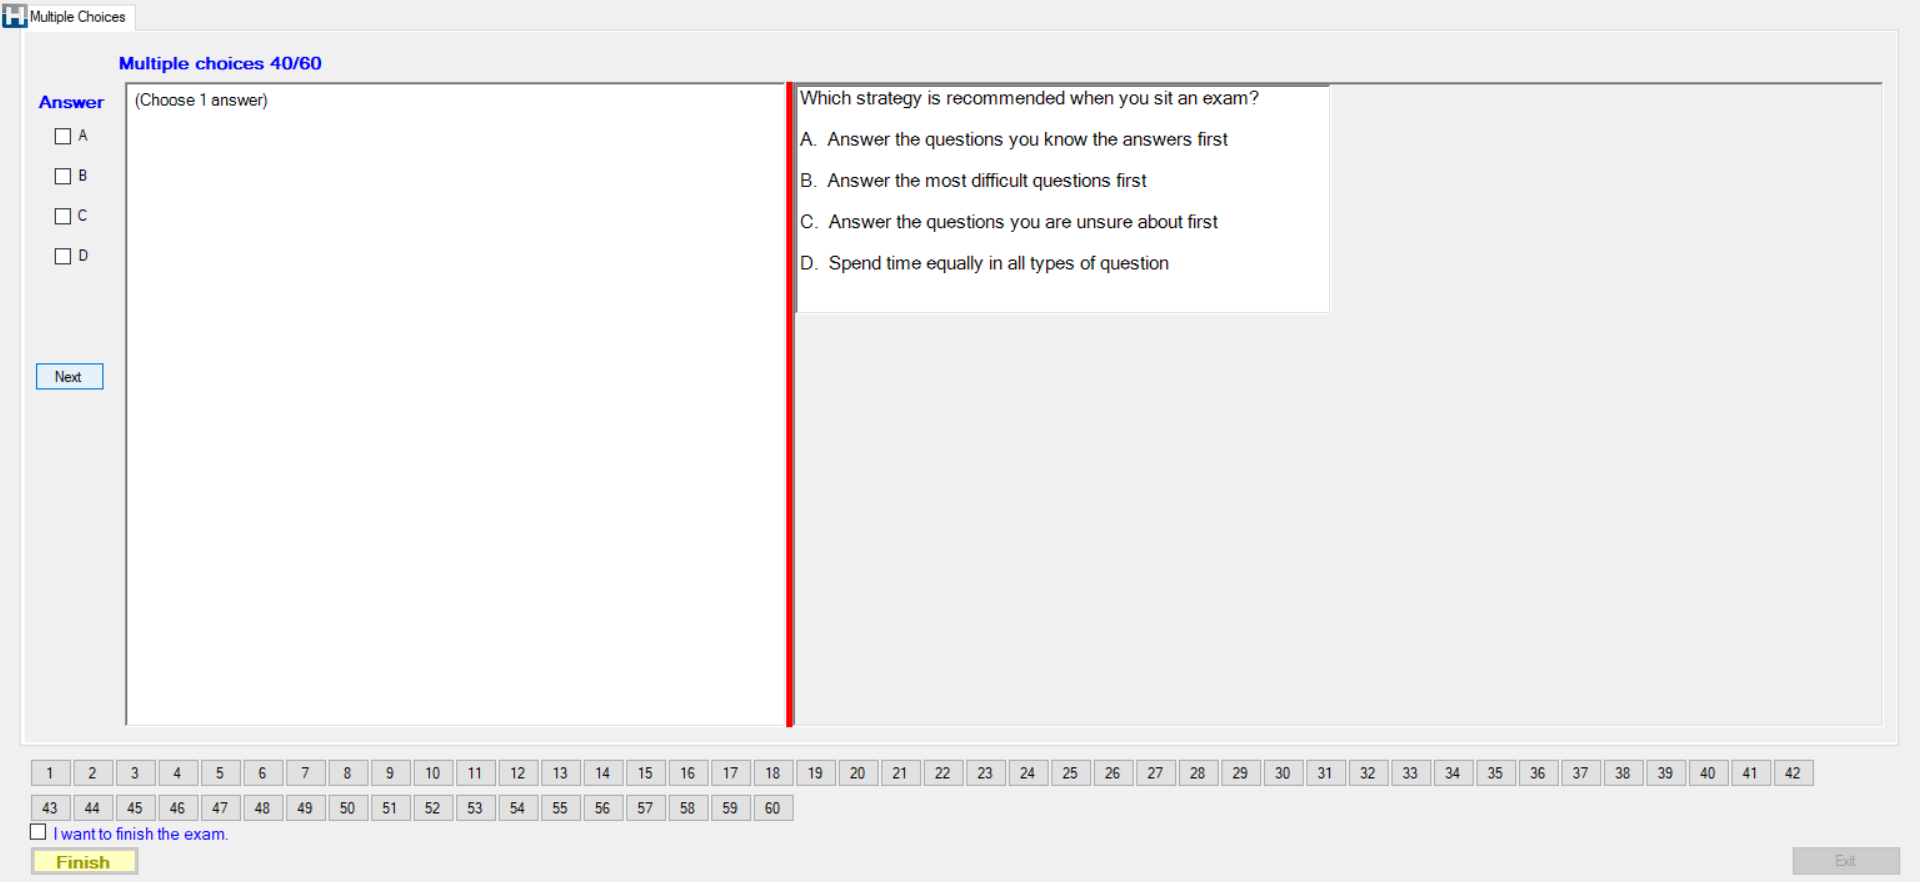 Multiple Choices
Multiple choices 40/60
Answer
A
B
C
D
Next
(Choose 1 answer)
Which strategy is recommended when you sit an exam?
A. Answer the questions you know the answers first
B. Answer the most difficult questions first
C. Answer the questions you are unsure about first
D. Spend time equally in all types of question
1 2 3 4 5 6 7 8 9 10 11 12 13 14 15 16 17 18 19 20 21 22 23 24 25 26 27 28 29 30 31 32 33 34 35 36 37 38 39 40 41 42
43 44 45 46 47 48 49 50 51 52 53 54 55 56 57 58 59 60
I want to finish the exam.
Finish
Exit